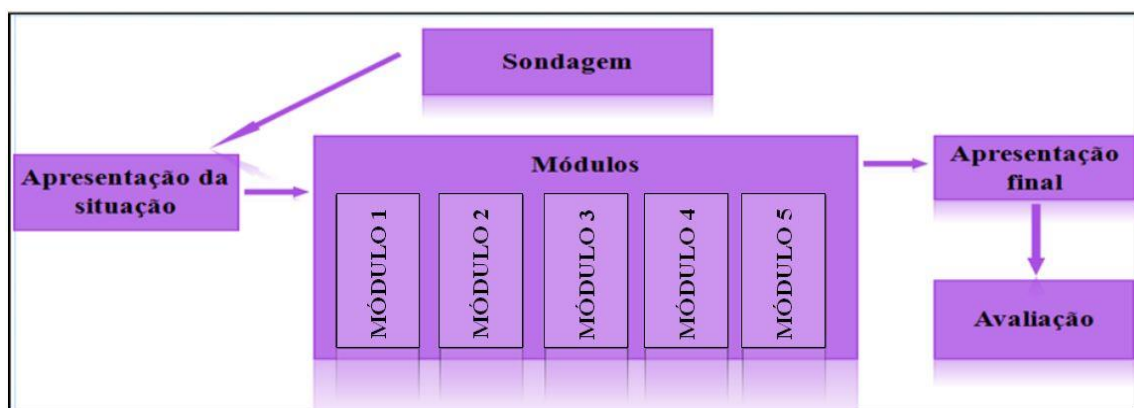 Sondagem
Apresentação da
situação
Módulos
MÓDULO 1
MÓDULO 2
MÓDULO 3
MÓDULO 4
MÓDULO 5
Apresentação
final
Avaliação